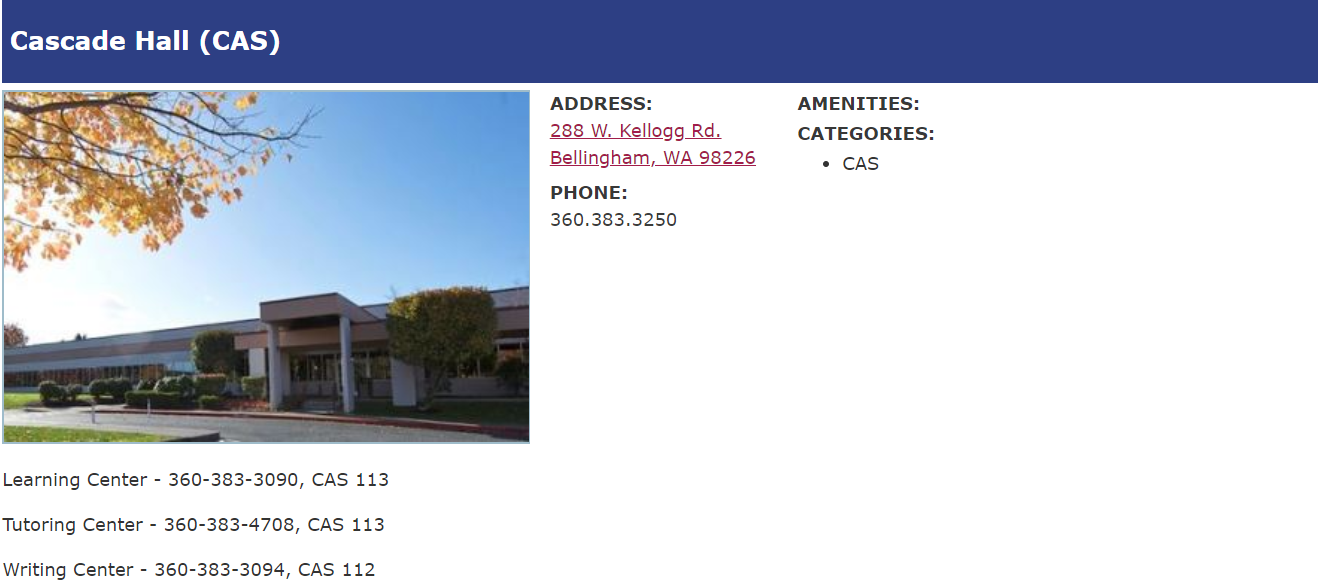 Cascade Hall (CAS)
ADDRESS:
288 W. Kellogg Rd.
Bellingham, WA 98226
PHONE:
360.383.3250
AMENITIES:
CATEGORIES:
• CAS
Learning Center - 360-383-3090, CAS 113
Tutoring Center - 360-383-4708, CAS 113
Writing Center - 360-383-3094, CAS 112